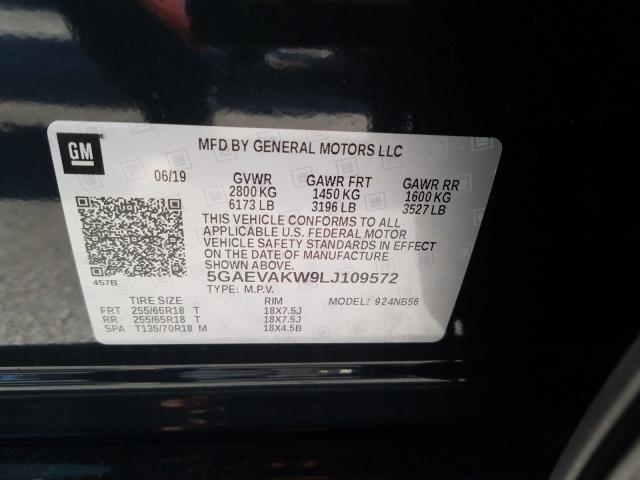 GM
MFD BY GENERAL MOTORS LLC
06/19 GVWR GAWR FRT GAWR RR
2800 KG 1450 KG 1600 KG
6173 LB 3196 LB 3527 LB
THIS VEHICLE CONFORMS TO ALL
APPLICABLE U.S. FEDERAL MOTOR
VEHICLE SAFETY STANDARDS IN EFFECT
ON THE DATE OF MANUFACTURE
SHOWN ABOVE.
5GAEVAKW9LJ109572
457B TYPE: M.P.V.
TIRE SIZE RIM MODEL: 924NB56
FRT 255/65R18 T 18X7.5J
RR 255/65R18 T 18X7.5J
SPA T135/70R18 M 18X4.5B